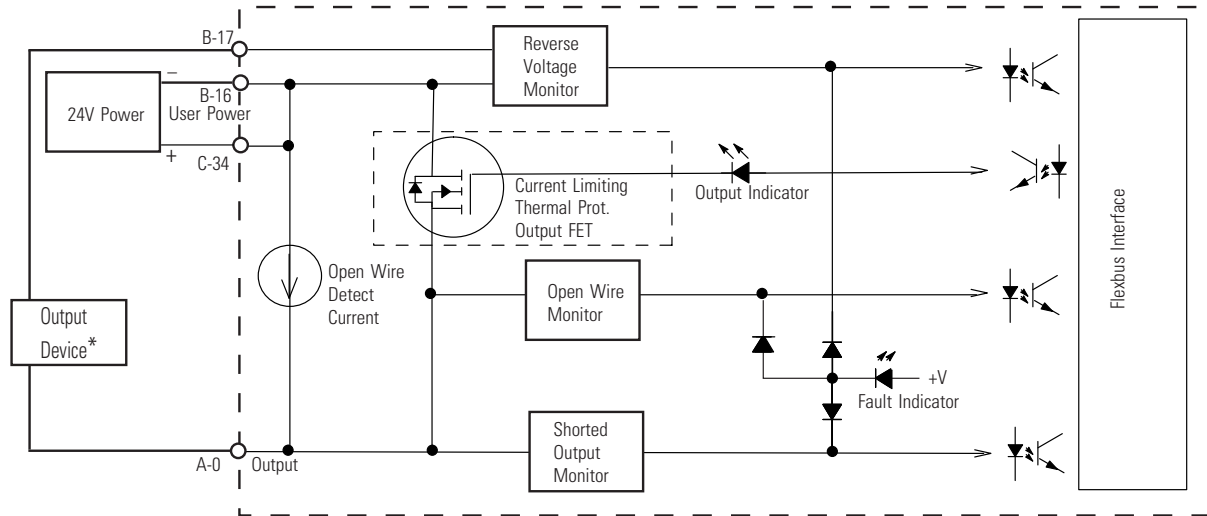 B-17
Reverse
Voltage
Monitor
24V Power
–
B-16
User Power
+
C-34
Current Limiting
Thermal Prot.
Output FET
Output Indicator
Open Wire
Detect
Current
Open Wire
Monitor
Output
Device*
+V
Fault Indicator
Shorted
Output
Monitor
A-0
Output
Flexbus Interface